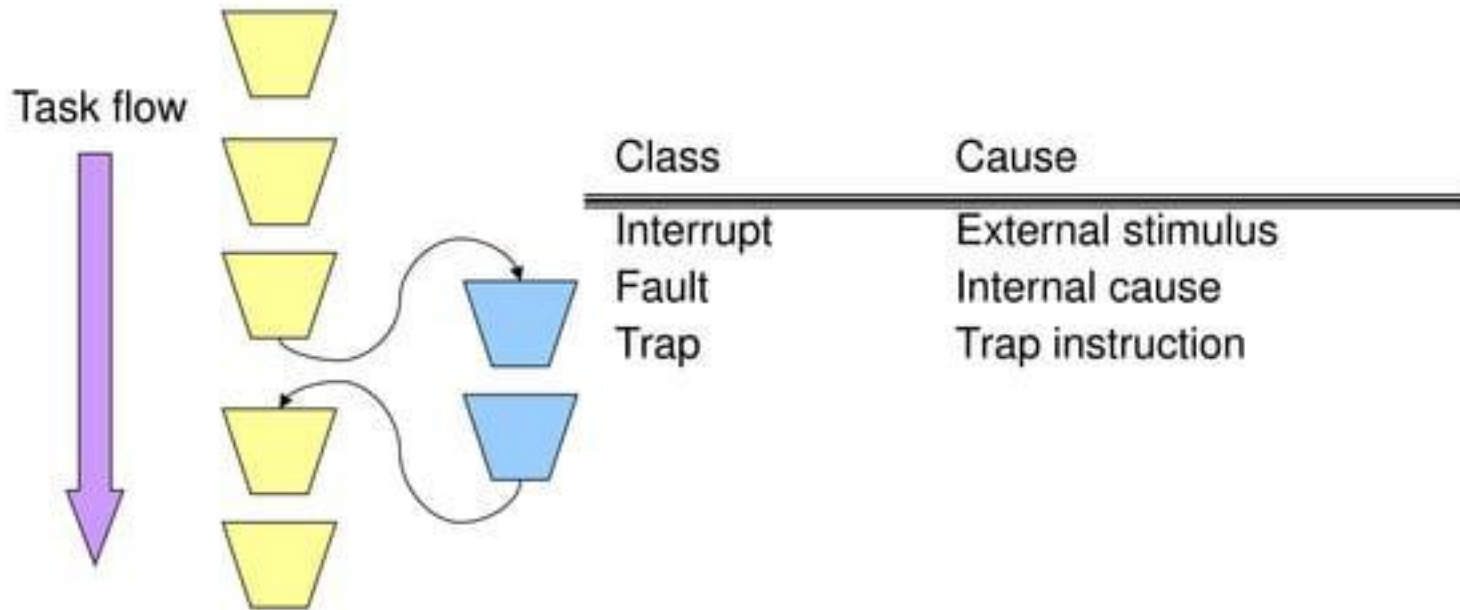 Task flow
Class Cause
Interrupt External stimulus
Fault Internal cause
Trap Trap instruction